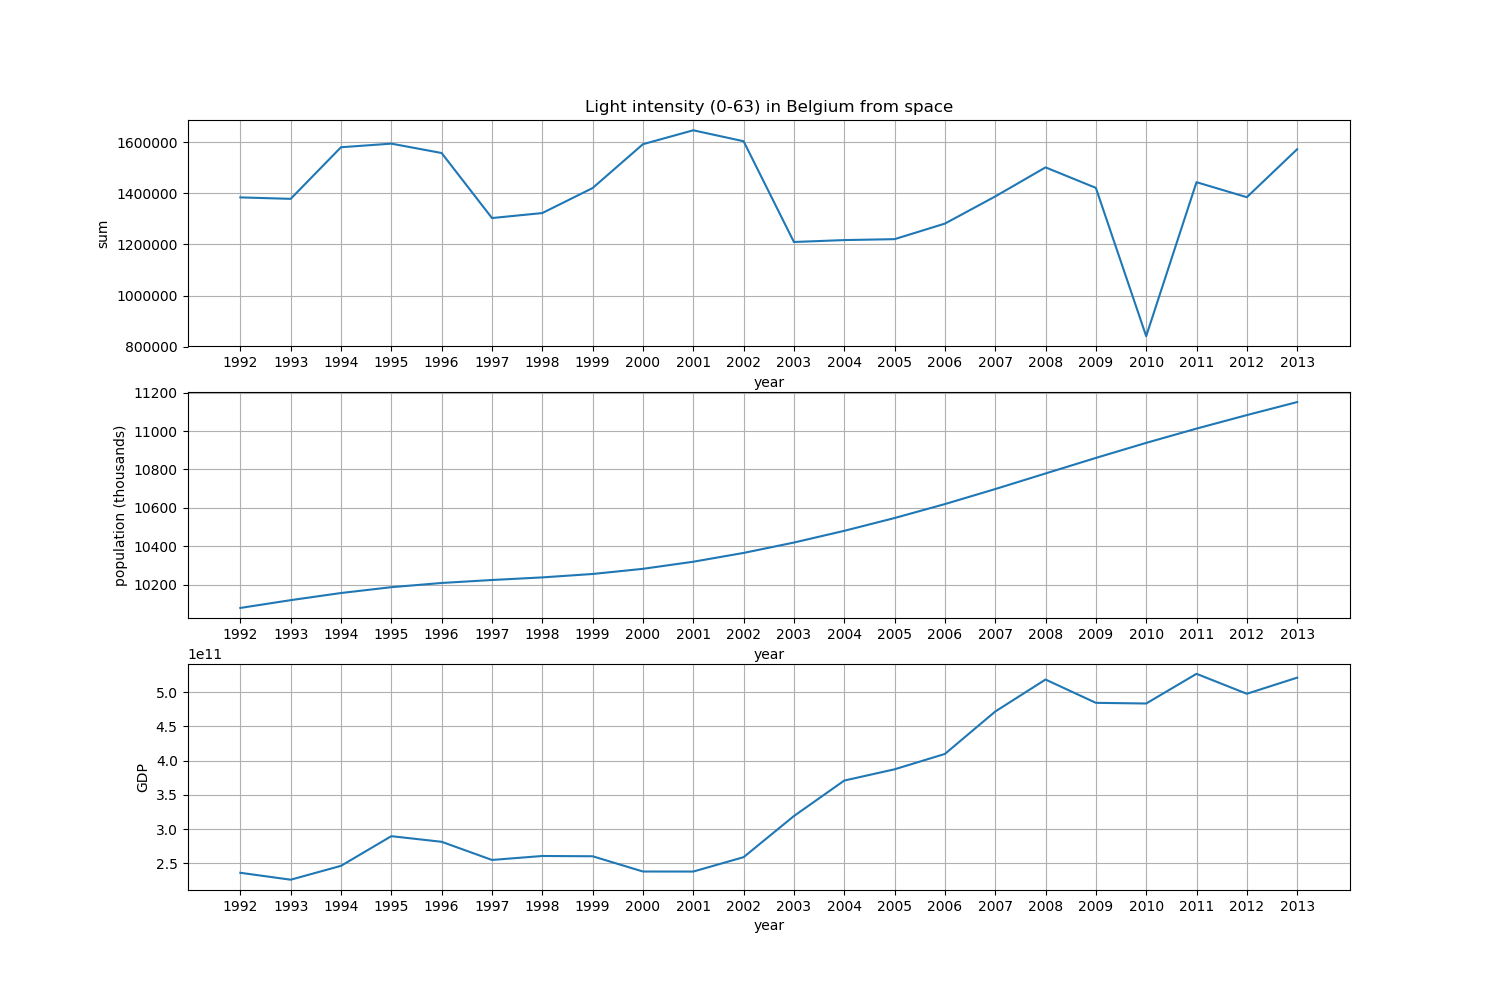 Light intensity (0-63) in Belgium from space
sum
1600000
1400000
1200000
1000000
800000
1992 1993 1994 1995 1996 1997 1998 1999 2000 2001 2002 2003 2004 2005 2006 2007 2008 2009 2010 2011 2012 2013
year
population (thousands)
11200
11000
10800
10600
10400
10200
1992 1993 1994 1995 1996 1997 1998 1999 2000 2001 2002 2003 2004 2005 2006 2007 2008 2009 2010 2011 2012 2013
year
1e11
GDP
5.0
4.5
4.0
3.5
3.0
2.5
1992 1993 1994 1995 1996 1997 1998 1999 2000 2001 2002 2003 2004 2005 2006 2007 2008 2009 2010 2011 2012 2013
year